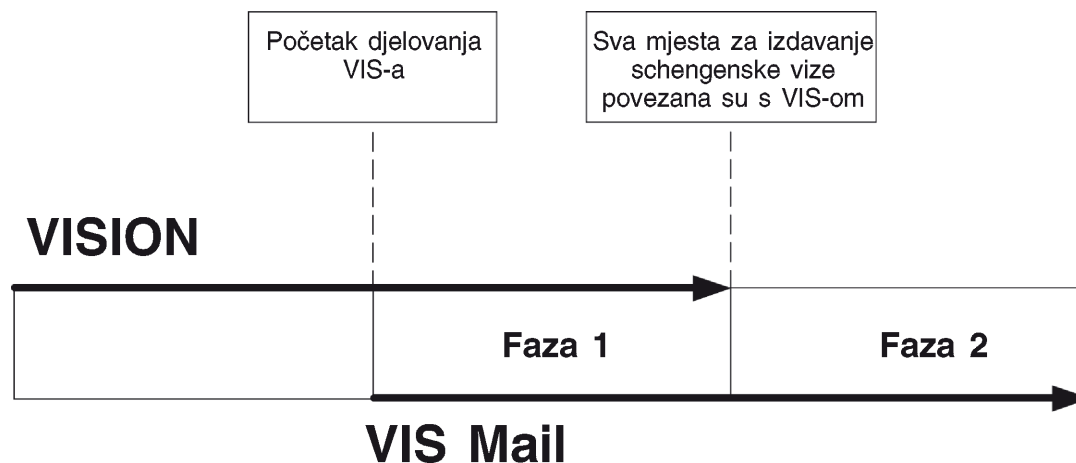 Početak djelovanja
VIS-a
Sva mjesta za izdavanje
schengenske vize
povezana su s VIS-om
VISION
Faza 1
Faza 2
VIS Mail